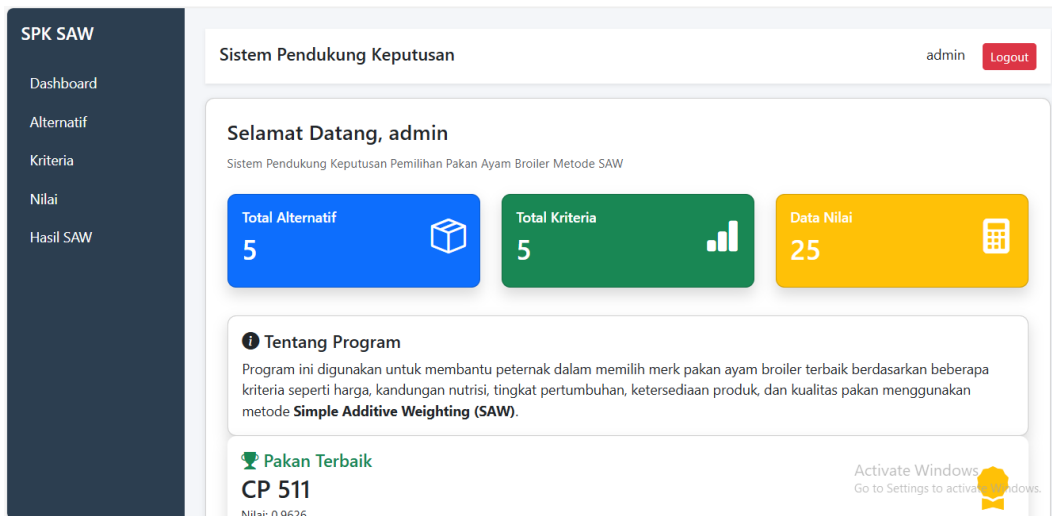 SPK SAW
Dashboard
Alternatif
Kriteria
Nilai
Hasil SAW
Sistem Pendukung Keputusan
admin
Logout
Selamat Datang, admin
Sistem Pendukung Keputusan Pemilihan Pakan Ayam Broiler Metode SAW
Total Alternatif
5
Total Kriteria
5
Data Nilai
25
Tentang Program
Program ini digunakan untuk membantu peternak dalam memilih merk pakan ayam broiler terbaik berdasarkan beberapa
kriteria seperti harga, kandungan nutrisi, tingkat pertumbuhan, ketersediaan produk, dan kualitas pakan menggunakan
metode Simple Additive Weighting (SAW).
Pakan Terbaik
CP 511
Nilai: 0.9626
Activate Windows
Go to Settings to activate Windows.